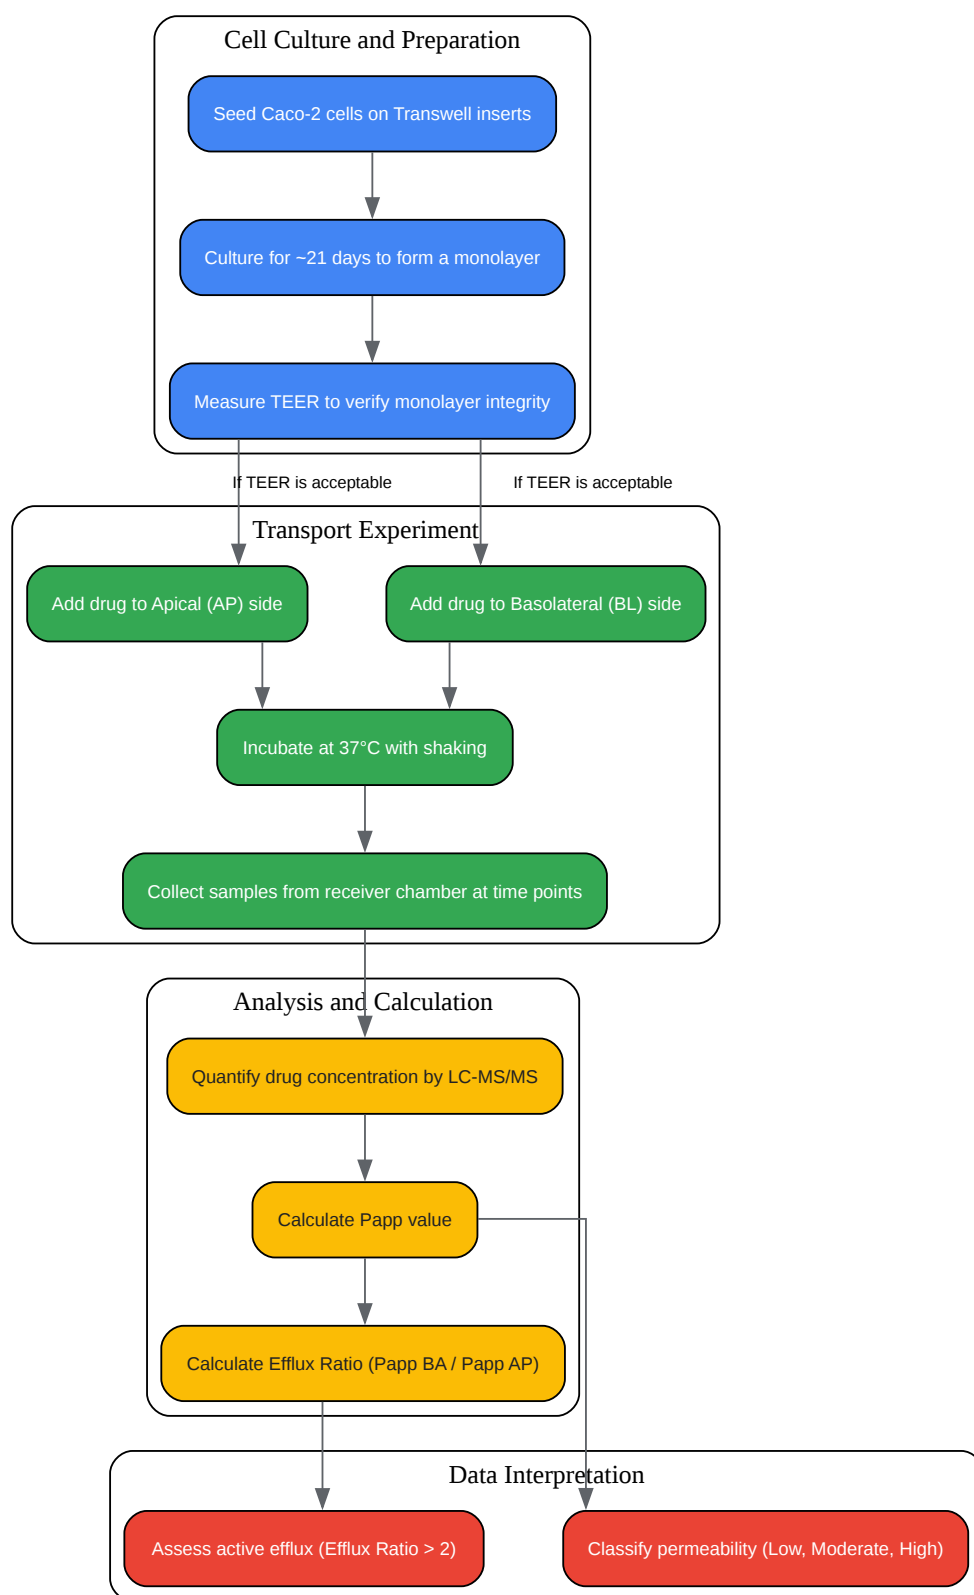 Cell Culture and Preparation
Seed Caco-2 cells on Transwell inserts
Culture for ~21 days to form a monolayer
Measure TEER to verify monolayer integrity
If TEER is acceptable
If TEER is acceptable
Transport Experiment
Add drug to Apical (AP) side
Add drug to Basolateral (BL) side
Incubate at 37°C with shaking
Collect samples from receiver chamber at time points
Analysis and Calculation
Quantify drug concentration by LC-MS/MS
Calculate Papp value
Calculate Efflux Ratio (Papp BA / Papp AP)
Data Interpretation
Assess active efflux (Efflux Ratio > 2)
Classify permeability (Low, Moderate, High)